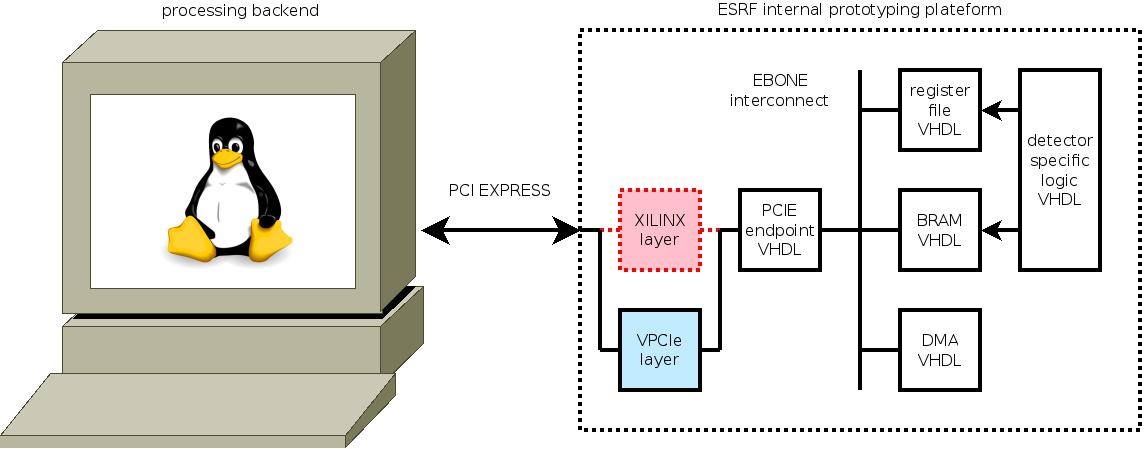 processing backend
ESRF internal prototyping plateform
PCI EXPRESS
XILINX
layer
VPCIe
layer
PCIE
endpoint
VHDL
EBONE
interconnect
register
file
VHDL
BRAM
VHDL
DMA
VHDL
detector
specific
logic
VHDL